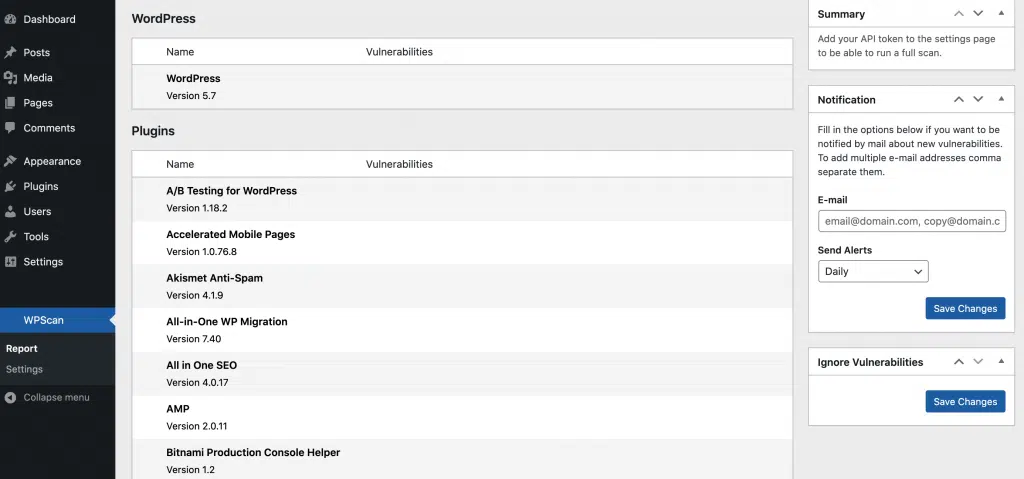 Dashboard
Posts
Media
Pages
Comments
Appearance
Plugins
Users
Tools
Settings
WPScan
Report
Settings
Collapse menu
WordPress
Name Vulnerabilities
WordPress
Version 5.7
Plugins
Name Vulnerabilities
A/B Testing for WordPress
Version 1.18.2
Accelerated Mobile Pages
Version 1.0.76.8
Akismet Anti-Spam
Version 4.1.9
All-in-One WP Migration
Version 7.40
All in One SEO
Version 4.0.17
AMP
Version 2.0.11
Bitnami Production Console Helper
Version 1.2
Summary
Add your API token to the settings page
to be able to run a full scan.
Notification
Fill in the options below if you want to be
notified by mail about new vulnerabilities.
To add multiple e-mail addresses comma
separate them.
E-mail
email@domain.com, copy@domain.c
Send Alerts
Daily
Save Changes
Ignore Vulnerabilities
Save Changes